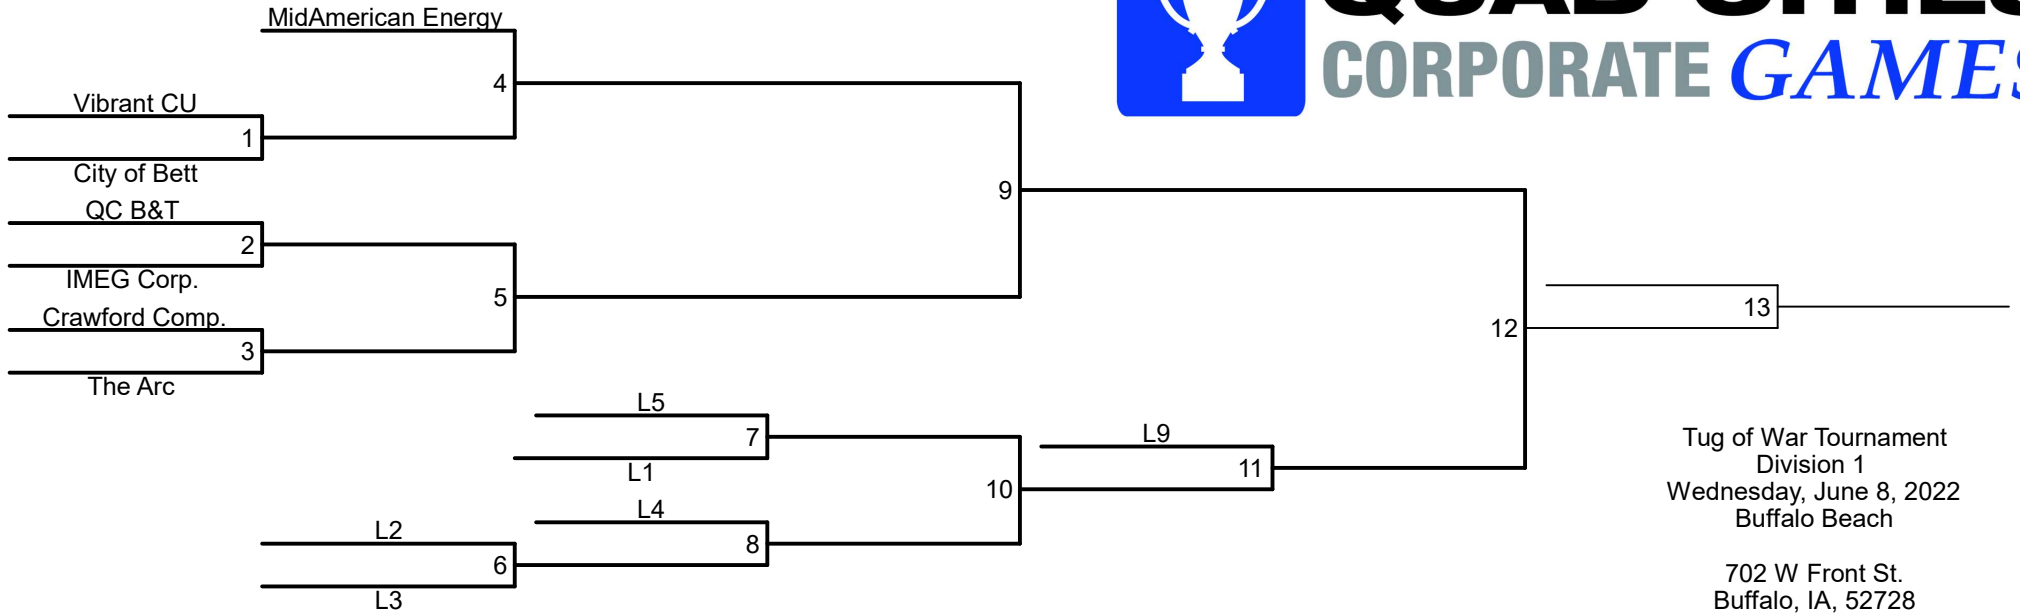 QUAD CITIES
CORPORATE GAMES
MidAmerican Energy
4
Vibrant CU
1
City of Bett
QC B&T
9
2
IMEG Corp.
5
Crawford Comp.
13
12
3
The Arc
L5
7
L9
L1
11
10
L4
L2
8
6
L3
Tug of War Tournament
Division 1
Wednesday, June 8, 2022
Buffalo Beach
702 W Front St.
Buffalo, IA, 52728